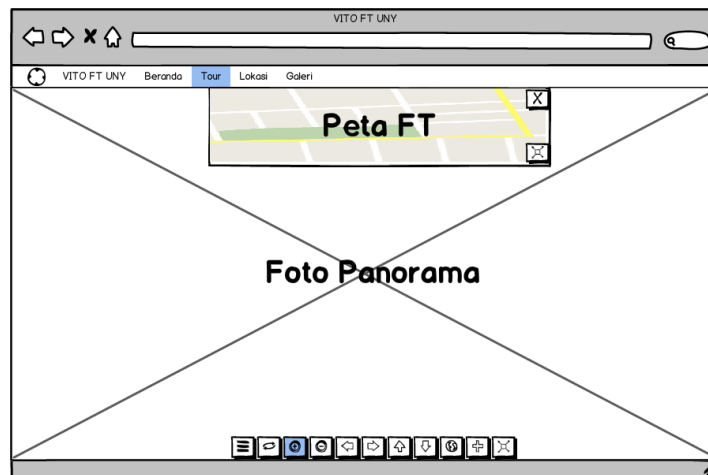 VITO FT UNY
VITO FT UNY Beranda Tour Lokasi Galeri
Peta FT
Foto Panorama